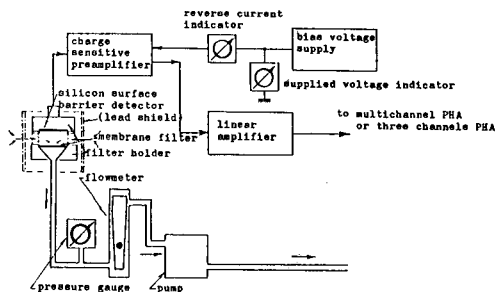 reverse current
indicator
charge
sensitive
preamplifier
bias voltage
supply
supplied voltage indicator
silicon surface
barrier detector
(lead shield)
membrane filter
filter holder
flowmeter
linear
amplifier
to multichannel PHA
or three channele PHA
pressure gauge
pump